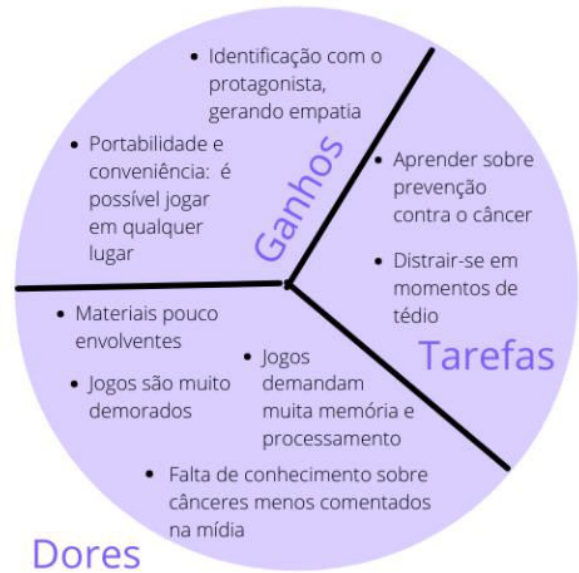 • Identificação com o
protagonista,
gerando empatia
• Portabilidade e
conveniência: é
possível jogar
em qualquer
lugar
Ganhos
• Aprender sobre
prevenção
contra o câncer
• Distrair-se em
momentos de
tédio
Tarefas
• Materiais pouco
envolventes
• Jogos são muito
demorados
• Jogos
demandam
muita memória e
processamento
• Falta de conhecimento sobre
cânceres menos comentados
na mídia
Dores